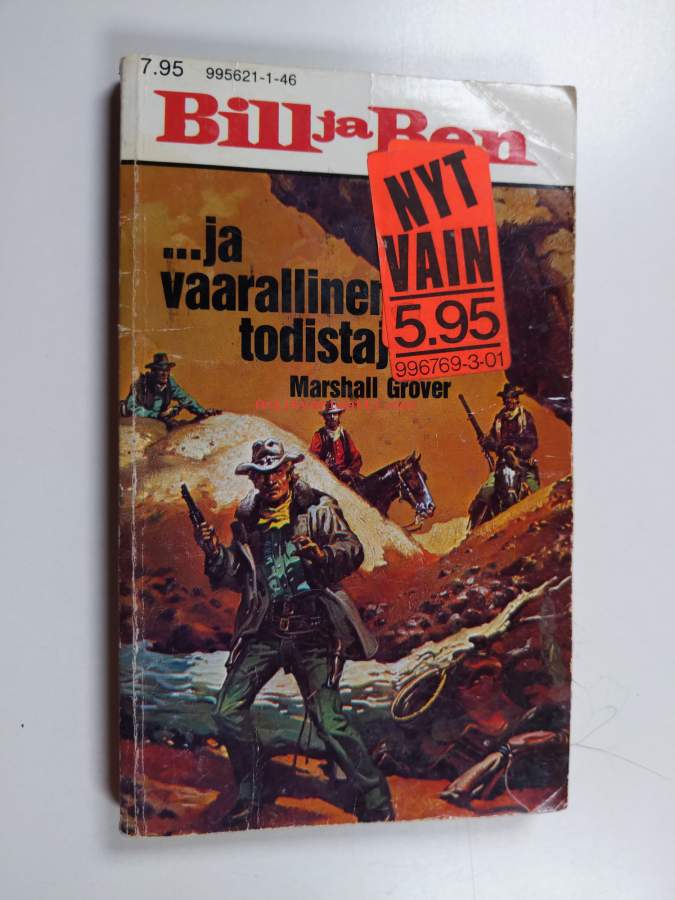 7.95 995621-1-46
Bill ja Ben
NYT
VAIN
5.95
996769-3-01
...ja
vaarallinen
todistaj
Marshall Grover